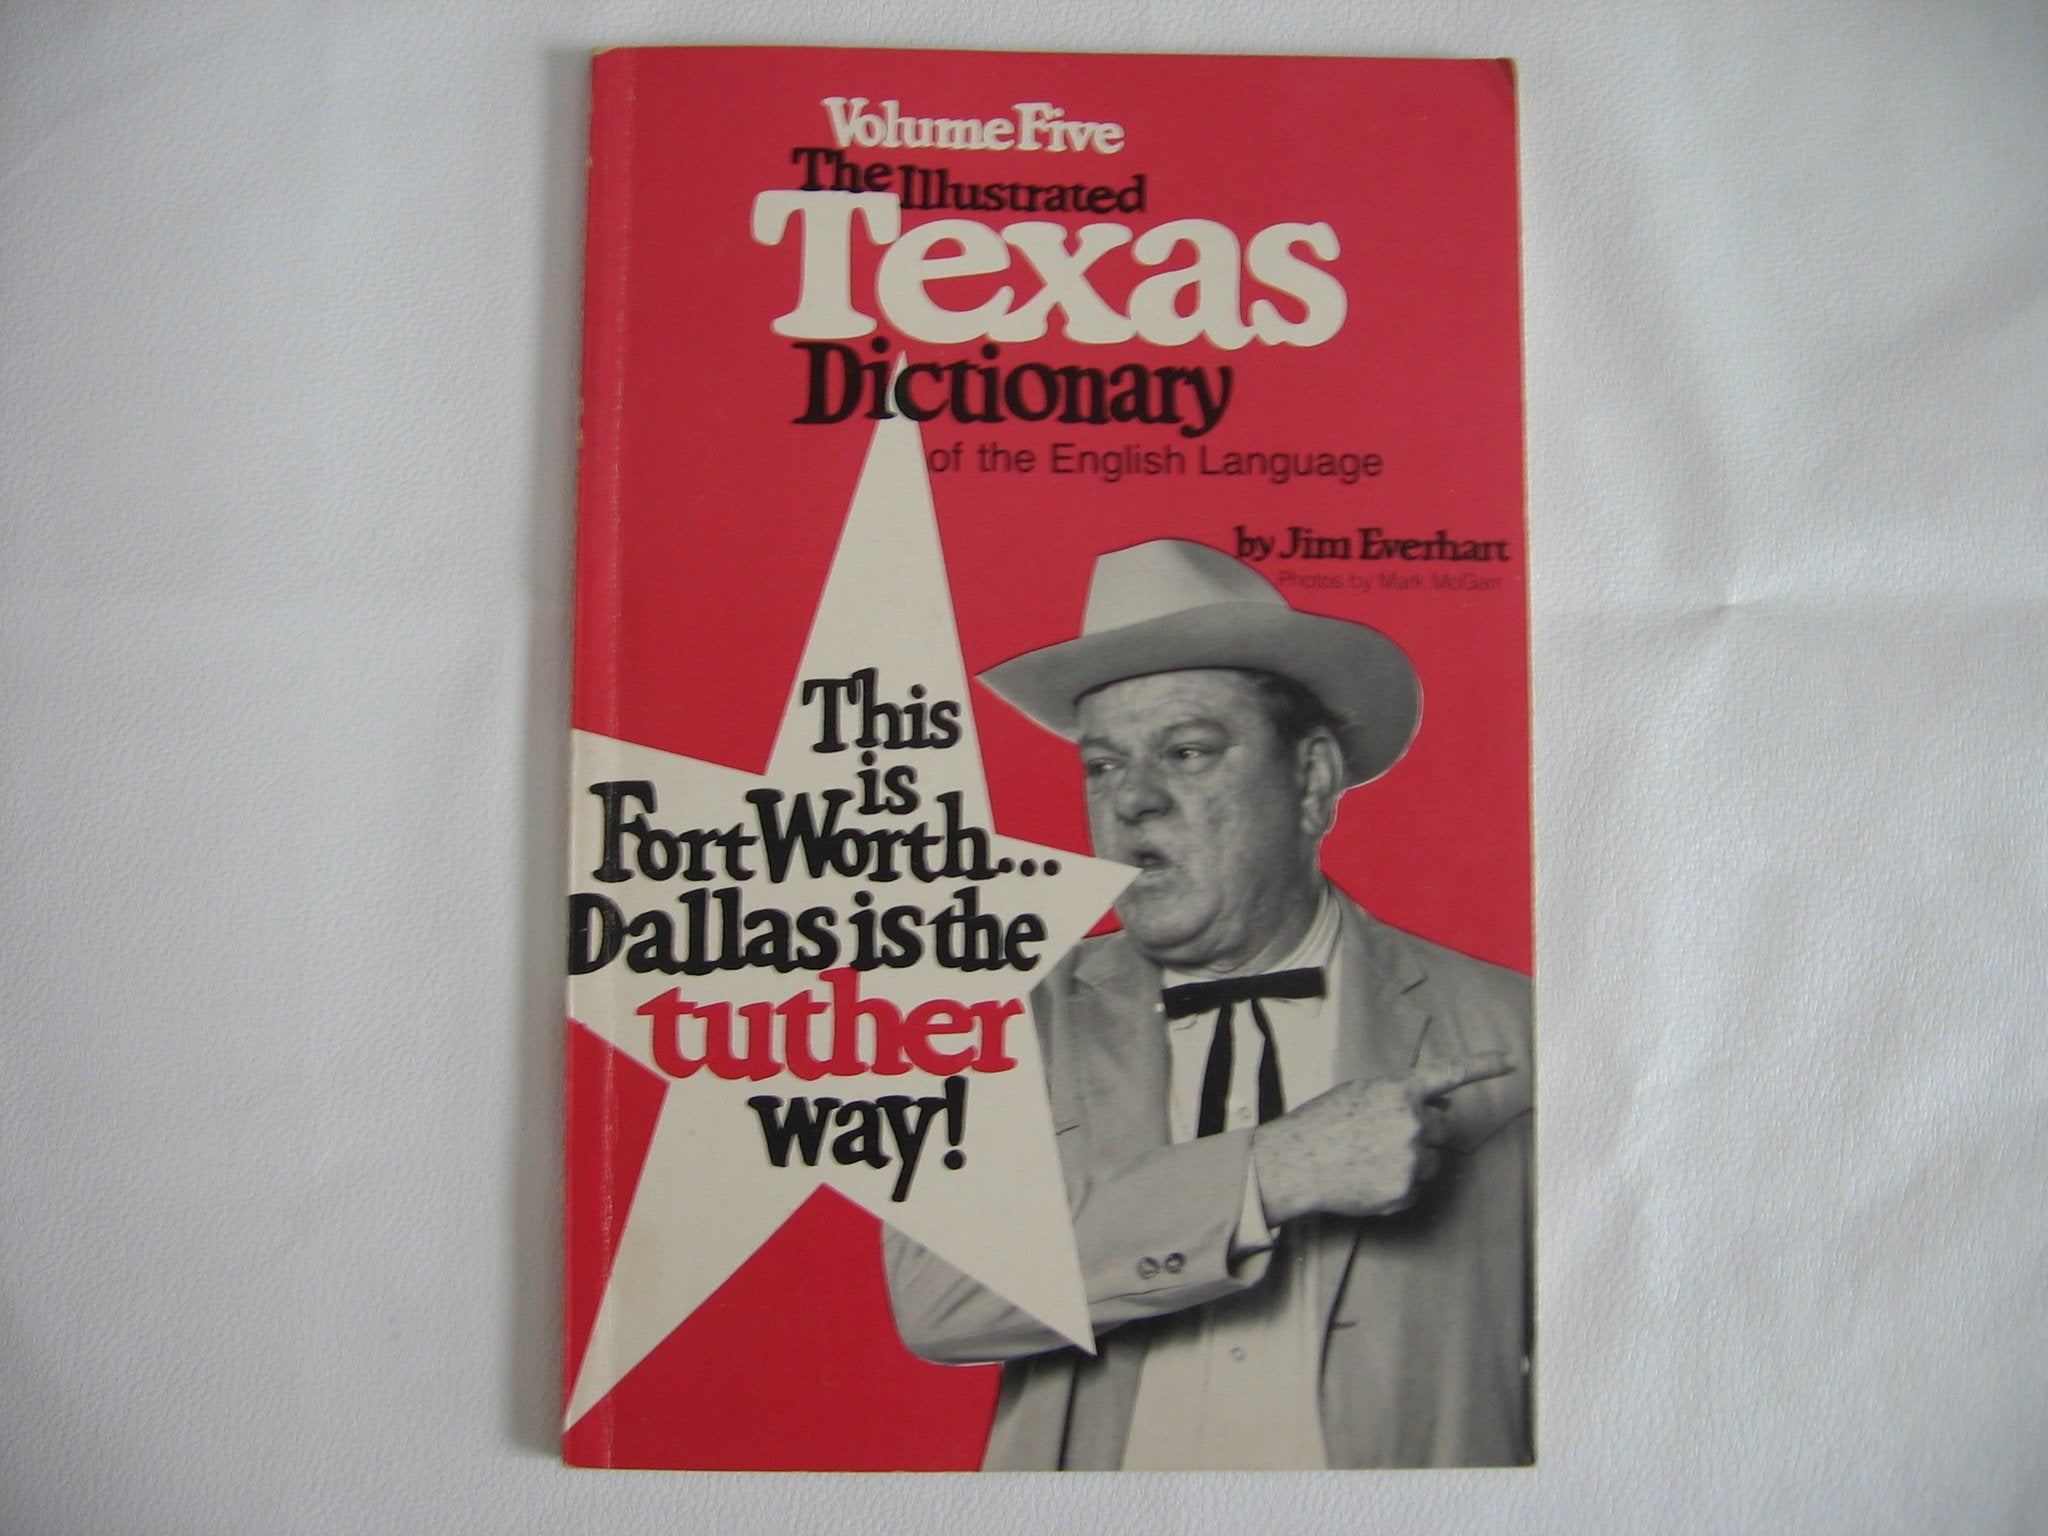 Volume Five
The Illustrated
Texas
Dictionary
of the English Language
by Jim Everhart
Photos by Mark McGarr
This
is
Fort Worth...
Dallas is the
tuther
way!